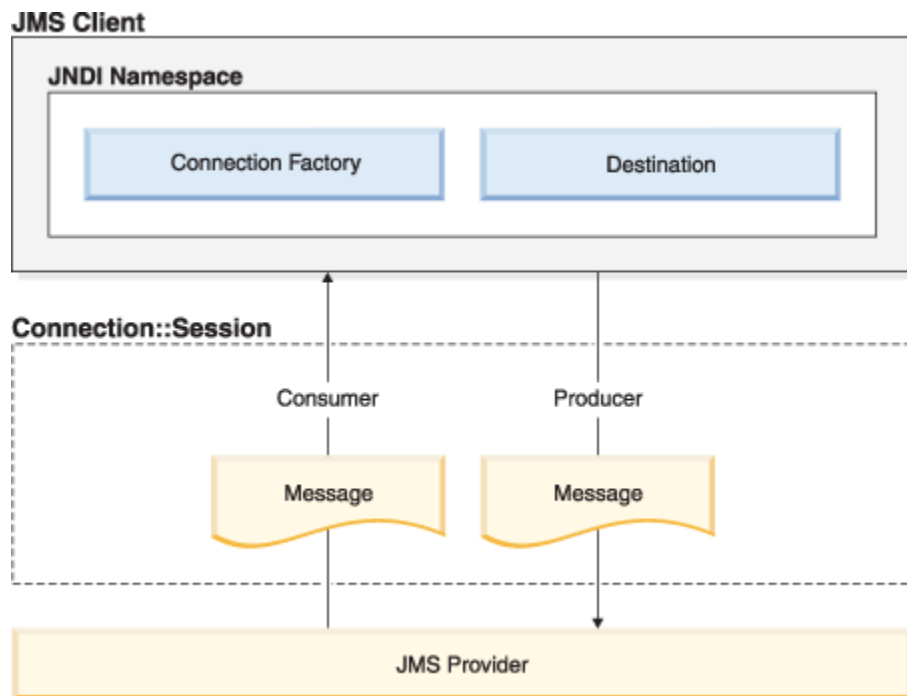 JMS Client
JNDI Namespace
Connection Factory
Destination
Connection::Session
Consumer
Producer
Message
Message
JMS Provider